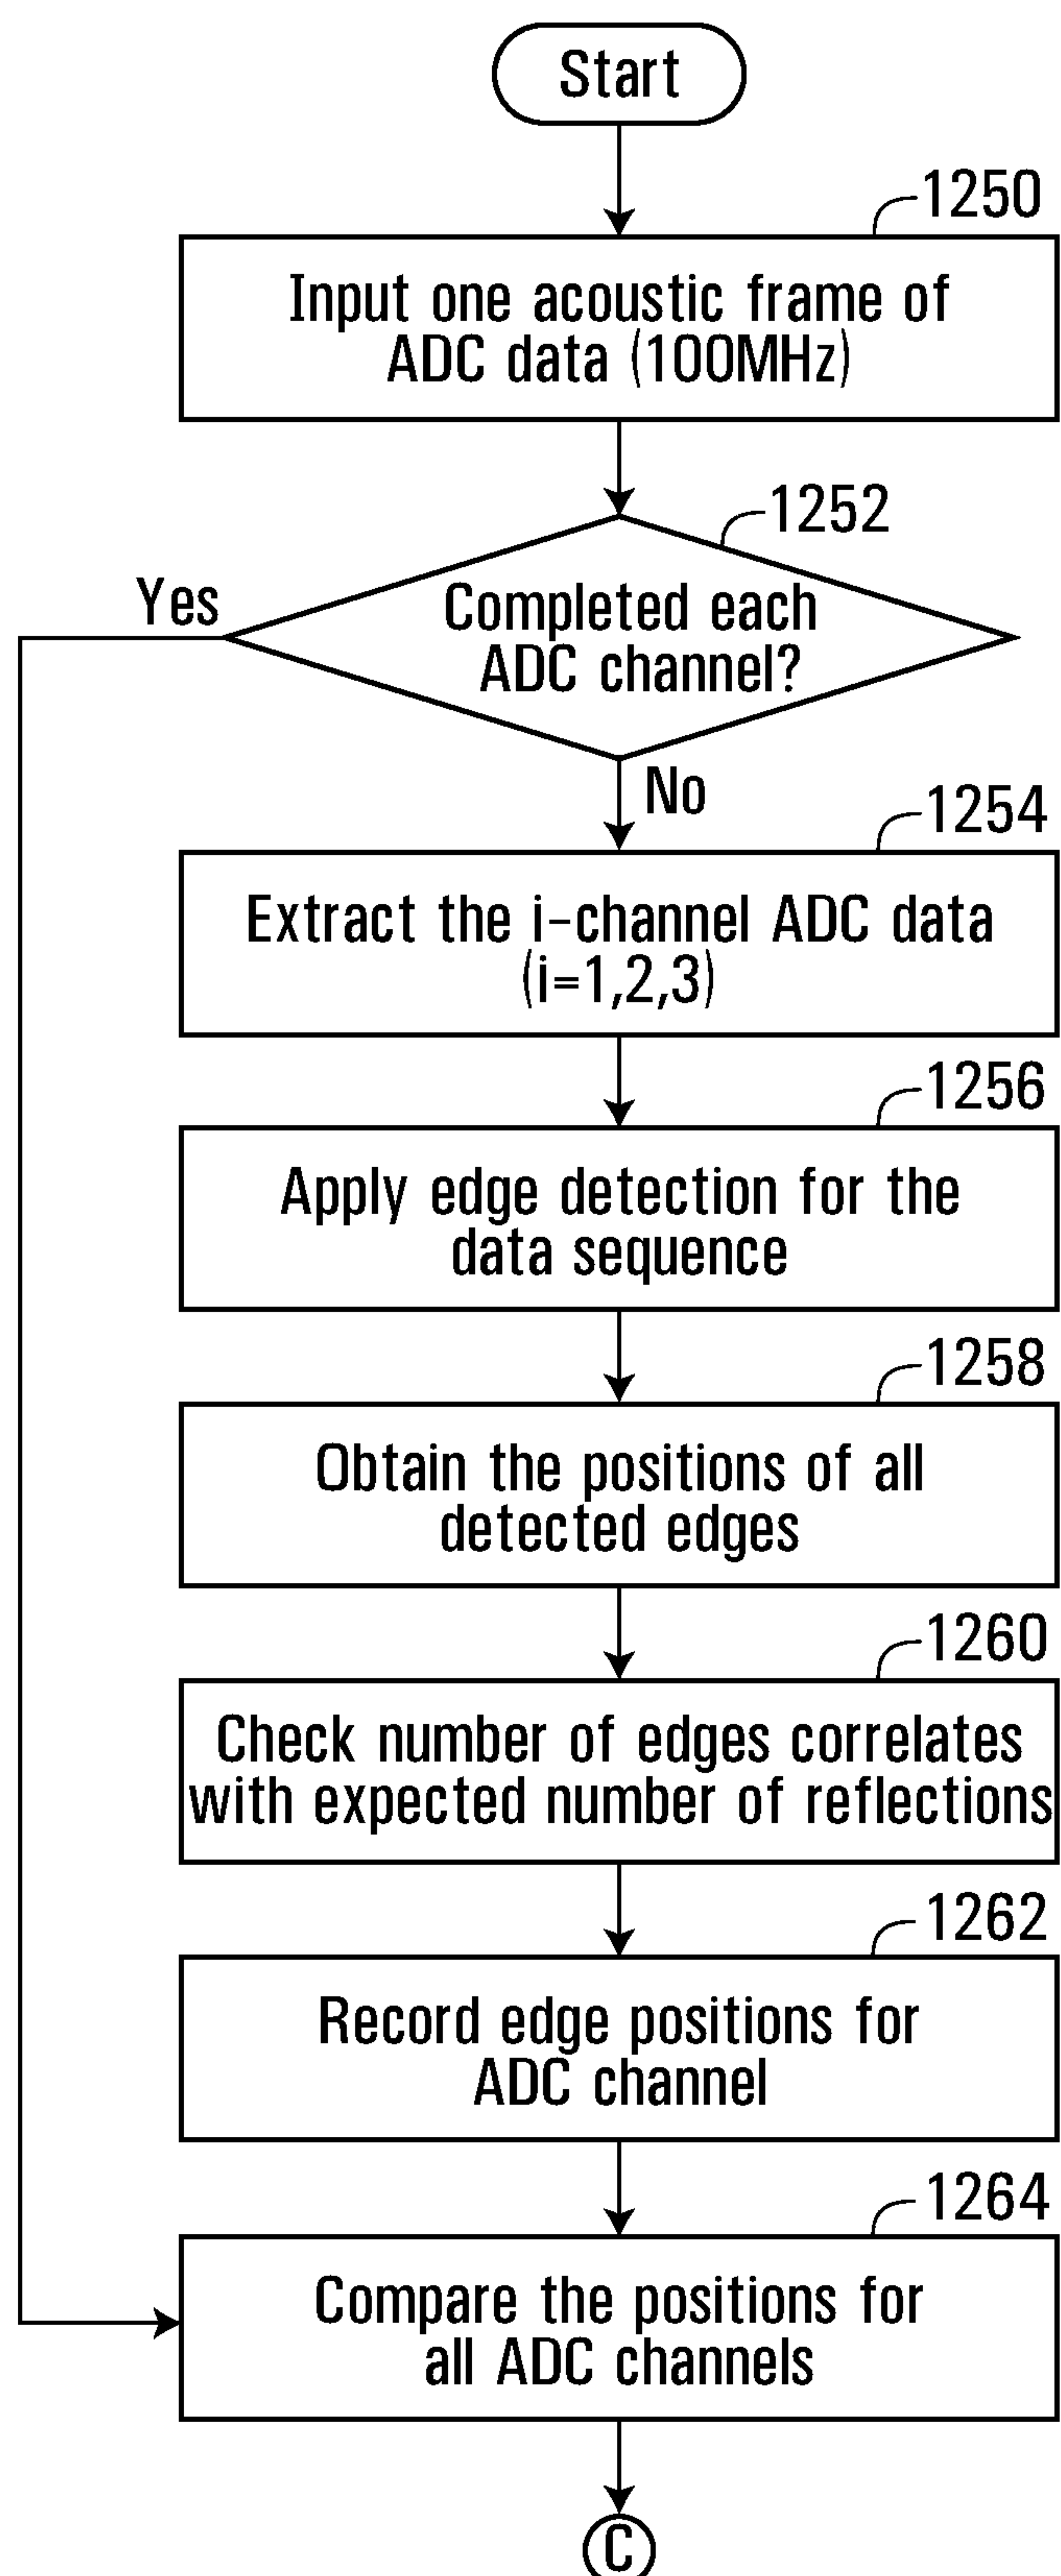 Start
1250
Input one acoustic frame of
ADC data (100MHz)
1252
Yes
Completed each
ADC channel?
No
1254
Extract the i-channel ADC data
(i=1,2,3)
1256
Apply edge detection for the
data sequence
1258
Obtain the positions of all
detected edges
1260
Check number of edges correlates
with expected number of reflections
1262
Record edge positions for
ADC channel
1264
Compare the positions for
all ADC channels
C